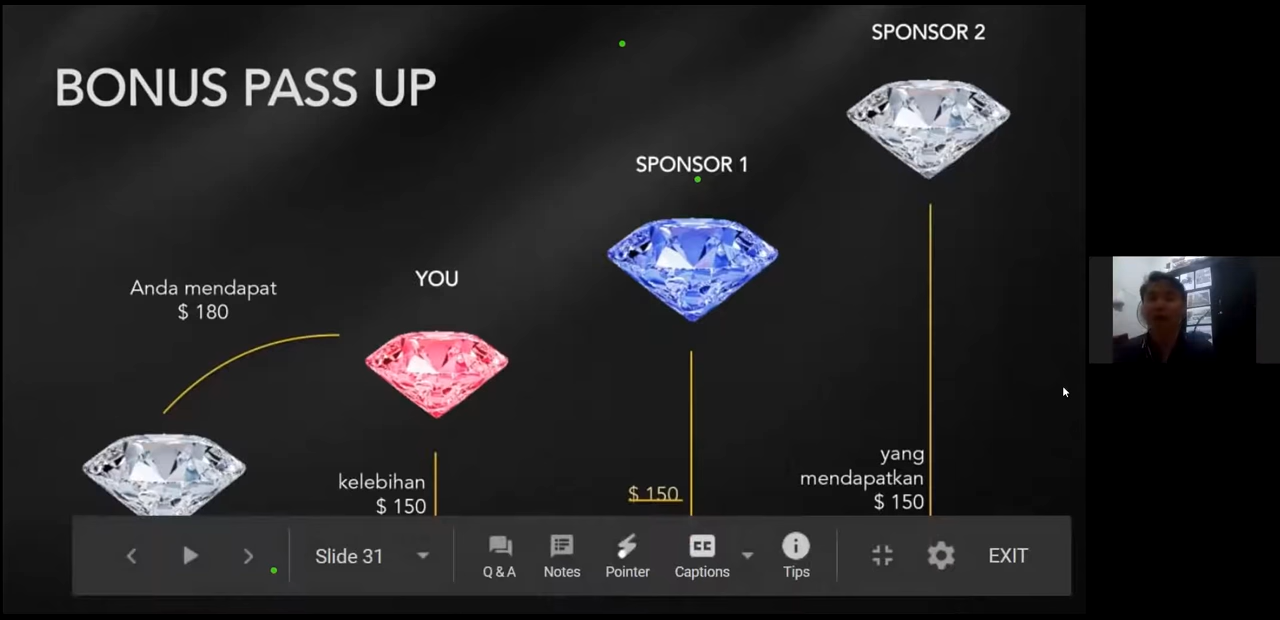 SPONSOR 2
BONUS PASS UP
SPONSOR 1
YOU
Anda mendapat
$ 180
kelebihan
$ 150
$ 150
yang
mendapatkan
$ 150
Slide 31
Q & A
Notes
Pointer
CC
Captions
Tips
EXIT